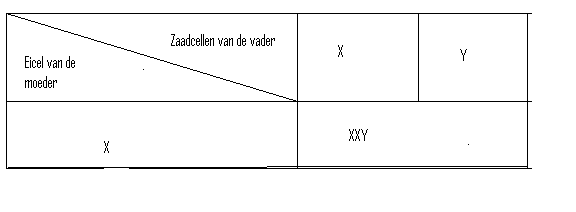 Zaadcellen van de vader
Eicel van de
moeder
X
Y
X
XXY